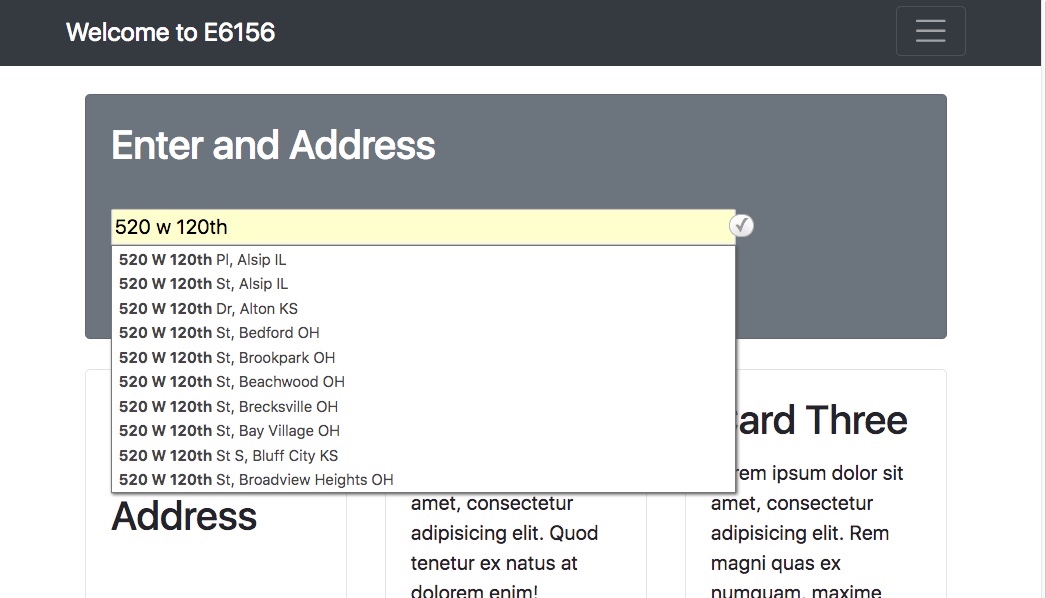 Welcome to E6156
Enter and Address
520 w 120th
520 W 120th Pl, Alsip IL
520 W 120th St, Alsip IL
520 W 120th Dr, Alton KS
520 W 120th St, Bedford OH
520 W 120th St, Brookpark OH
520 W 120th St, Beachwood OH
520 W 120th St, Brecksville OH
520 W 120th St, Bay Village OH
520 W 120th St S, Bluff City KS
520 W 120th St, Broadview Heights OH
Address
amet, consectetur
adipisicing elit. Quod
tenetur ex natus at
dolorem enim!
Card Three
ipsum dolor sit
amet, consectetur
adipisicing elit. Rem
magni quas ex
numquam, maxime